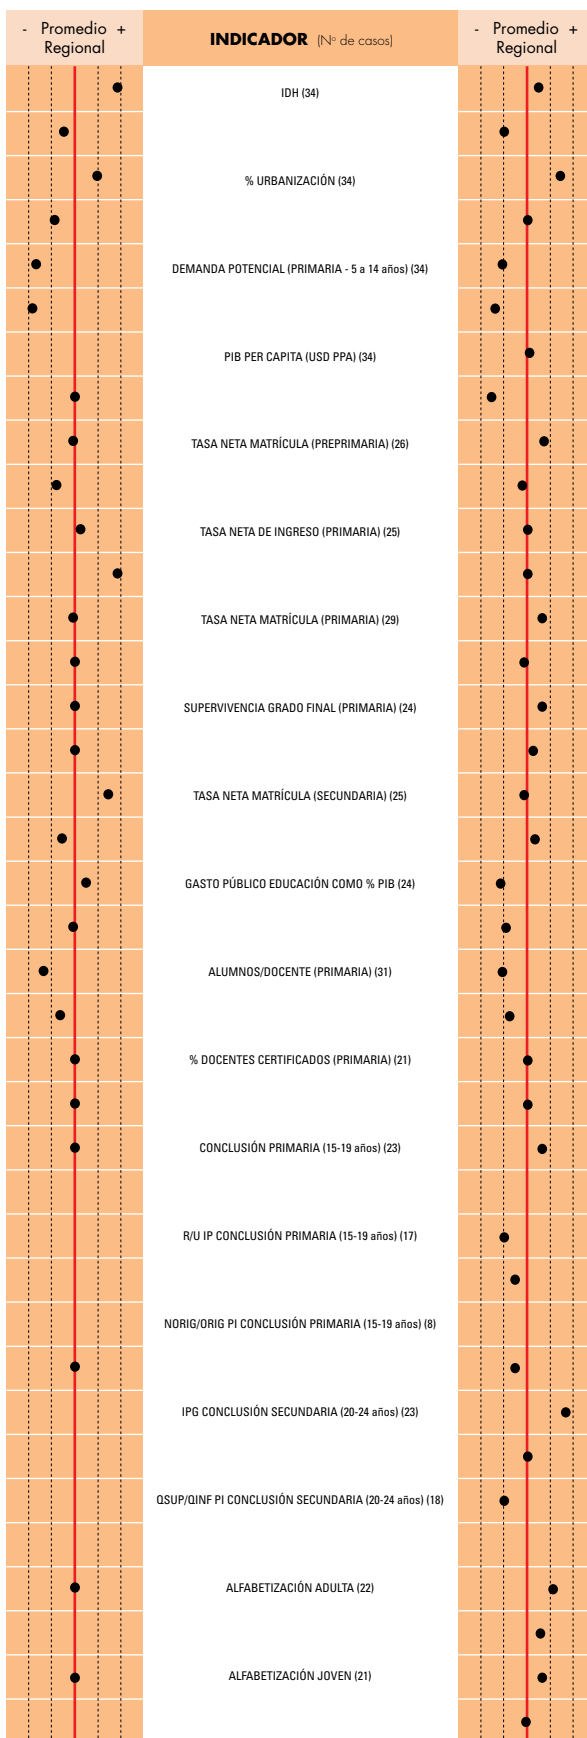 - Promedio +
Regional
INDICADOR (Nº de casos)
- Promedio +
Regional
IDH (34)
% URBANIZACIÓN (34)
DEMANDA POTENCIAL (PRIMARIA - 5 a 14 años) (34)
PIB PER CAPITA (USD PPA) (34)
TASA NETA MATRÍCULA (PREPRIMARIA) (26)
TASA NETA DE INGRESO (PRIMARIA) (25)
TASA NETA MATRÍCULA (PRIMARIA) (29)
SUPERVIVENCIA GRADO FINAL (PRIMARIA) (24)
TASA NETA MATRÍCULA (SECUNDARIA) (25)
GASTO PÚBLICO EDUCACIÓN COMO % PIB (24)
ALUMNOS/DOCENTE (PRIMARIA) (31)
% DOCENTES CERTIFICADOS (PRIMARIA) (21)
CONCLUSIÓN PRIMARIA (15-19 años) (23)
R/U IP CONCLUSIÓN PRIMARIA (15-19 años) (17)
NORIG/ORIG PI CONCLUSIÓN PRIMARIA (15-19 años) (8)
IPG CONCLUSIÓN SECUNDARIA (20-24 años) (23)
QSUP/QINF PI CONCLUSIÓN SECUNDARIA (20-24 años) (18)
ALFABETIZACIÓN ADULTA (22)
ALFABETIZACIÓN JOVEN (21)